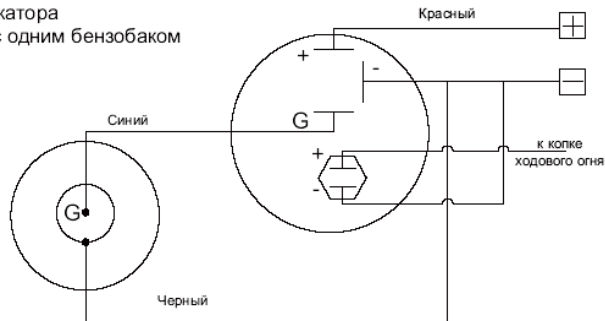 катора
с одним бензобаком
Красный
+
+
-
-
Синий
G
+
к копке
ходового огня
-
G
Черный